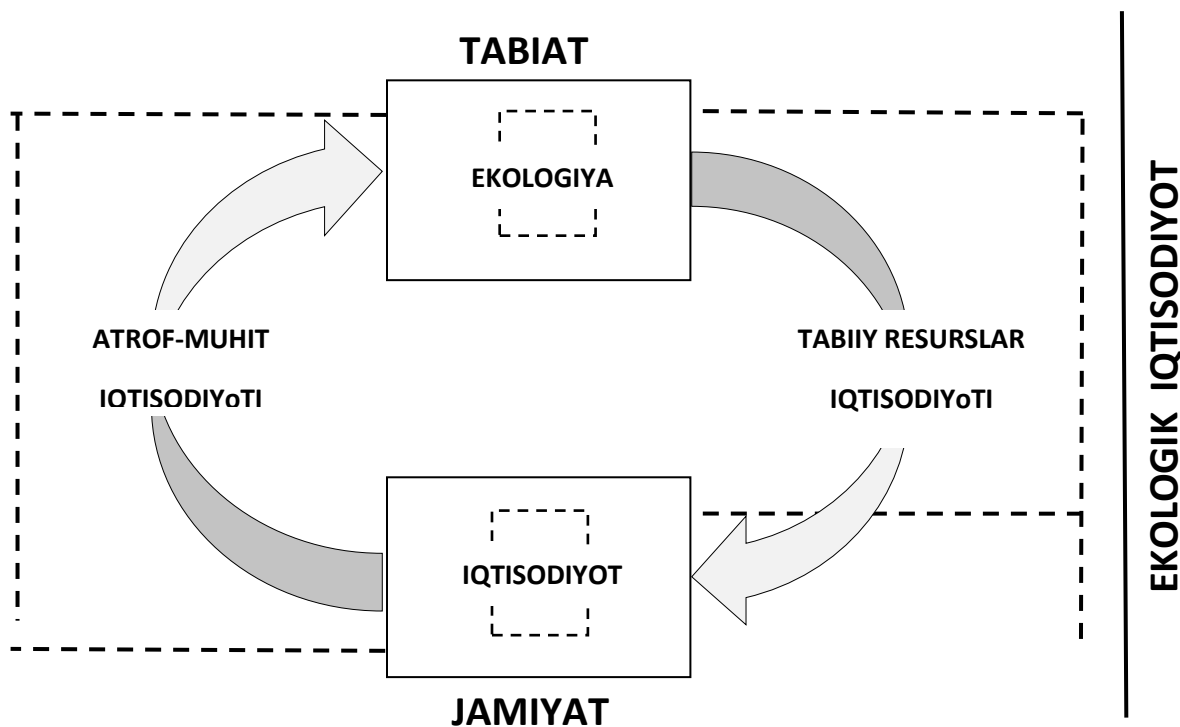 TABIAT
EKOLOGIYA
ATROF-MUHIT
IQTISODIYoTI
TABIIY RESURSLAR
IQTISODIYoTI
IQTISODIYOT
JAMIYAT
EKOLOGIK IQTISODIYOT